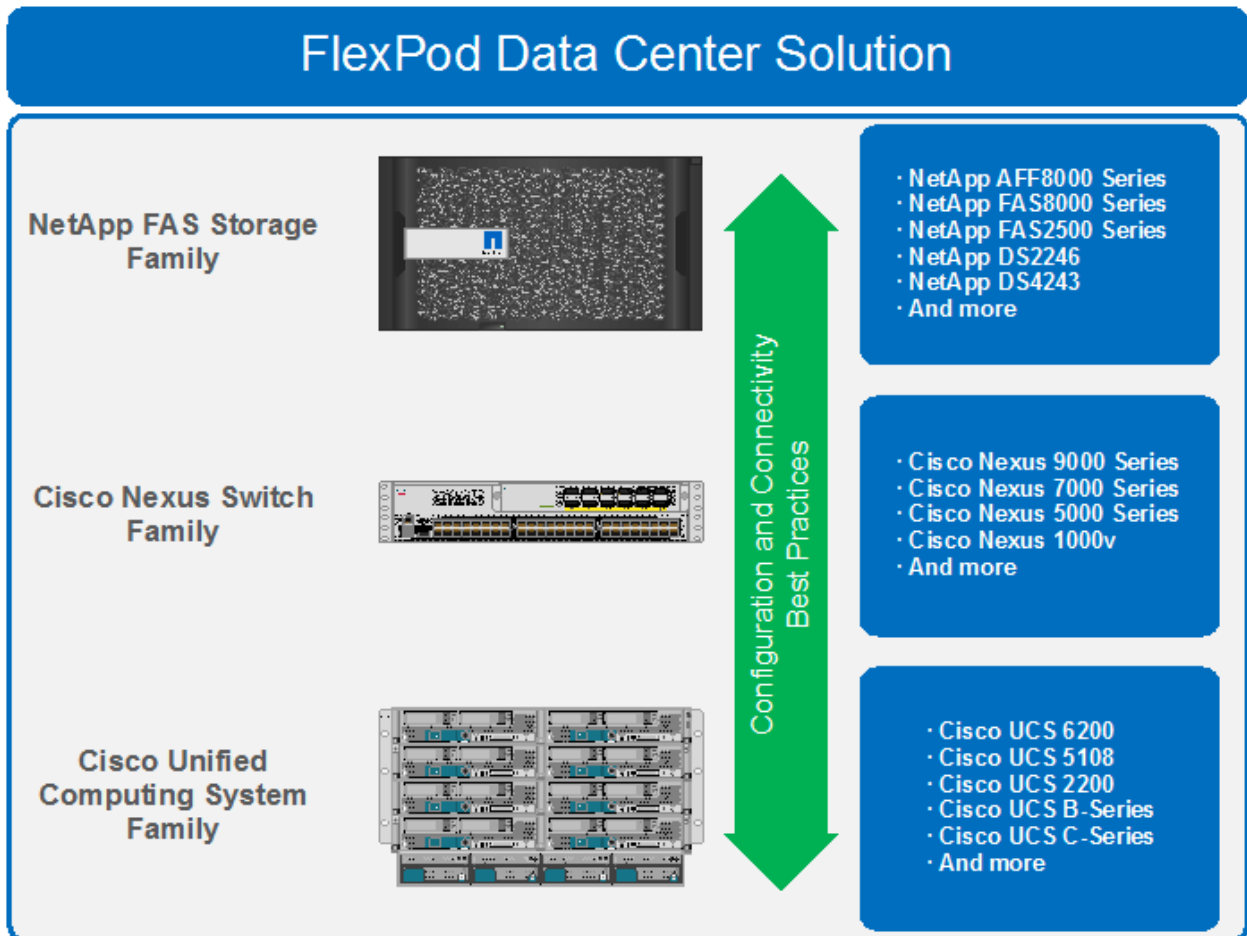 FlexPod Data Center Solution
NetApp FAS Storage
Family
· NetApp AFF8000 Series
· NetApp FAS8000 Series
· NetApp FAS2500 Series
· NetApp DS2246
· NetApp DS4243
· And more
Configuration and Connectivity
Best Practices
Cisco Nexus Switch
Family
· Cisco Nexus 9000 Series
· Cisco Nexus 7000 Series
· Cisco Nexus 5000 Series
· Cisco Nexus 1000v
· And more
Cisco Unified
Computing System
Family
· Cisco UCS 6200
· Cisco UCS 5108
· Cisco UCS 2200
· Cisco UCS B-Series
· Cisco UCS C-Series
· And more